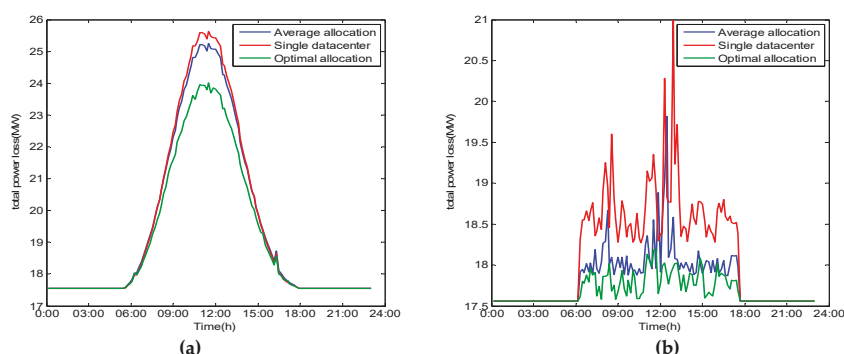 26
25
24
23
22
21
20
19
18
17
total power loss(MW)
0:00 03:00 06:00 09:00 12:00 15:00 18:00 21:00 24:00
Time(h)
Average allocation
Single datacenter
Optimal allocation
(a)
21
20.5
20
19.5
19
18.5
18
17.5
total power loss(MW)
0:00 03:00 06:00 09:00 12:00 15:00 18:00 21:00 24:00
Time(h)
Average allocation
Single datacenter
Optimal allocation
(b)